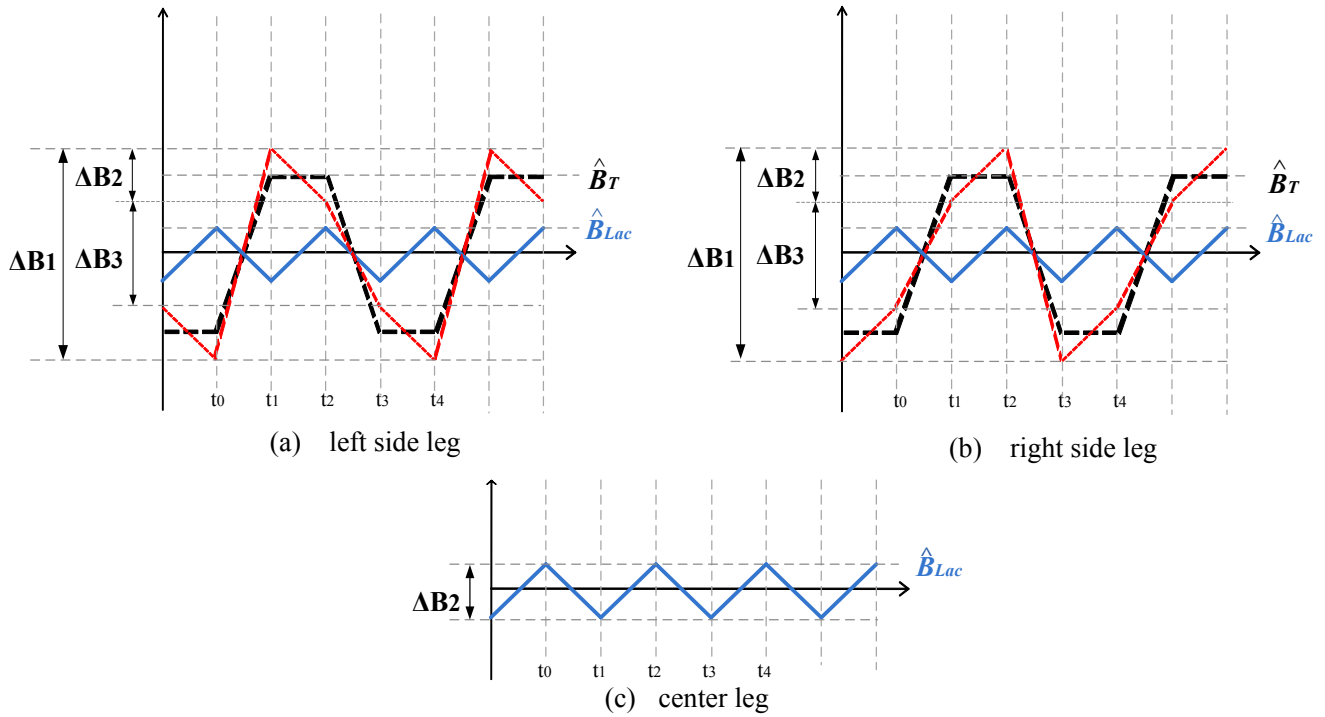 ΔB2
B̂T
B̂Lac
ΔB1
ΔB3
t0 t1 t2 t3 t4
(a) left side leg
ΔB2
B̂T
B̂Lac
ΔB1
ΔB3
t0 t1 t2 t3 t4
(b) right side leg
B̂Lac
ΔB2
t0 t1 t2 t3 t4
(c) center leg